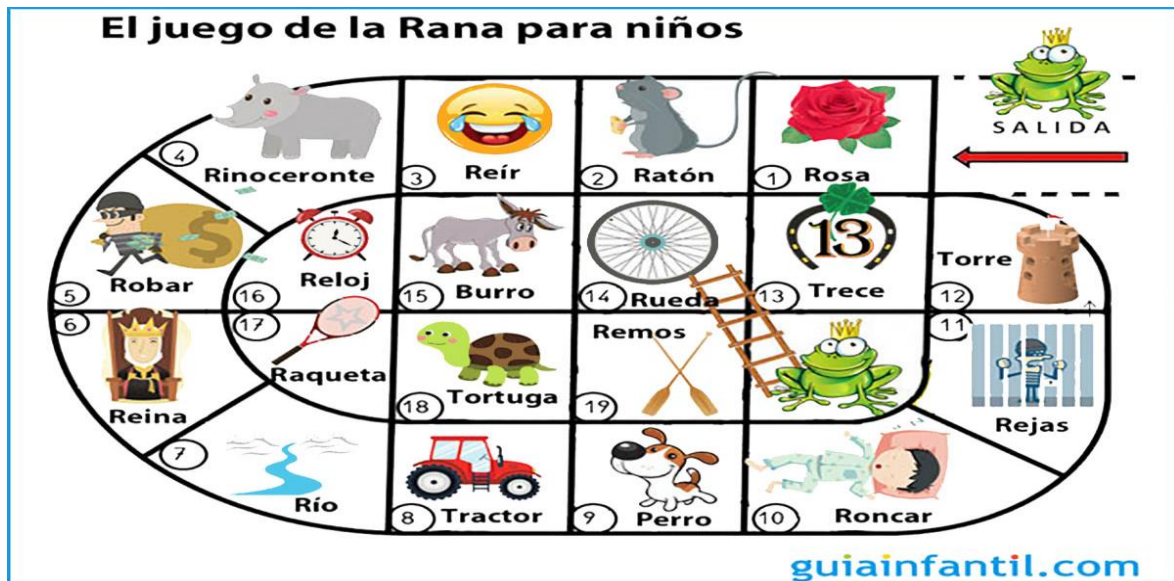 El juego de la Rana para niños
SALIDA
1 Rosa
2 Ratón
3 Reír
4 Rinoceronte
5 Robar
6 Reina
7 Río
8 Tractor
9 Perro
10 Roncar
11 Rejas
12 Torre
13 Trece
13
14 Rueda
15 Burro
16 Reloj
17 Raqueta
18 Tortuga
19 Remos
$
guiainfantil.com